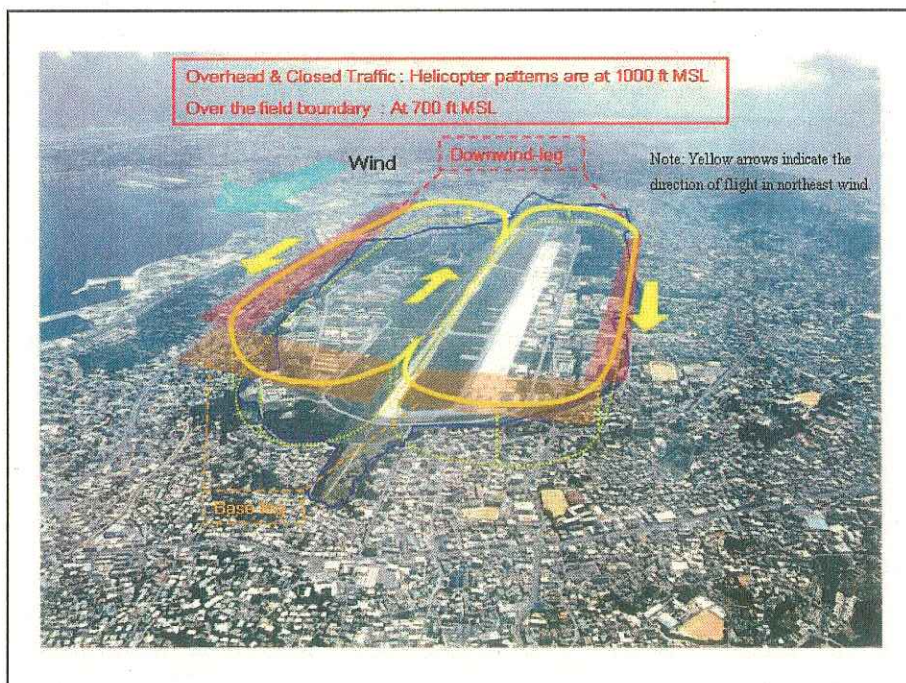 Overhead & Closed Traffic : Helicopter patterns are at 1000 ft MSL
Over the field boundary : At 700 ft MSL
Wind
Downwind-leg
Note: Yellow arrows indicate the
direction of flight in northeast wind.
Base-leg